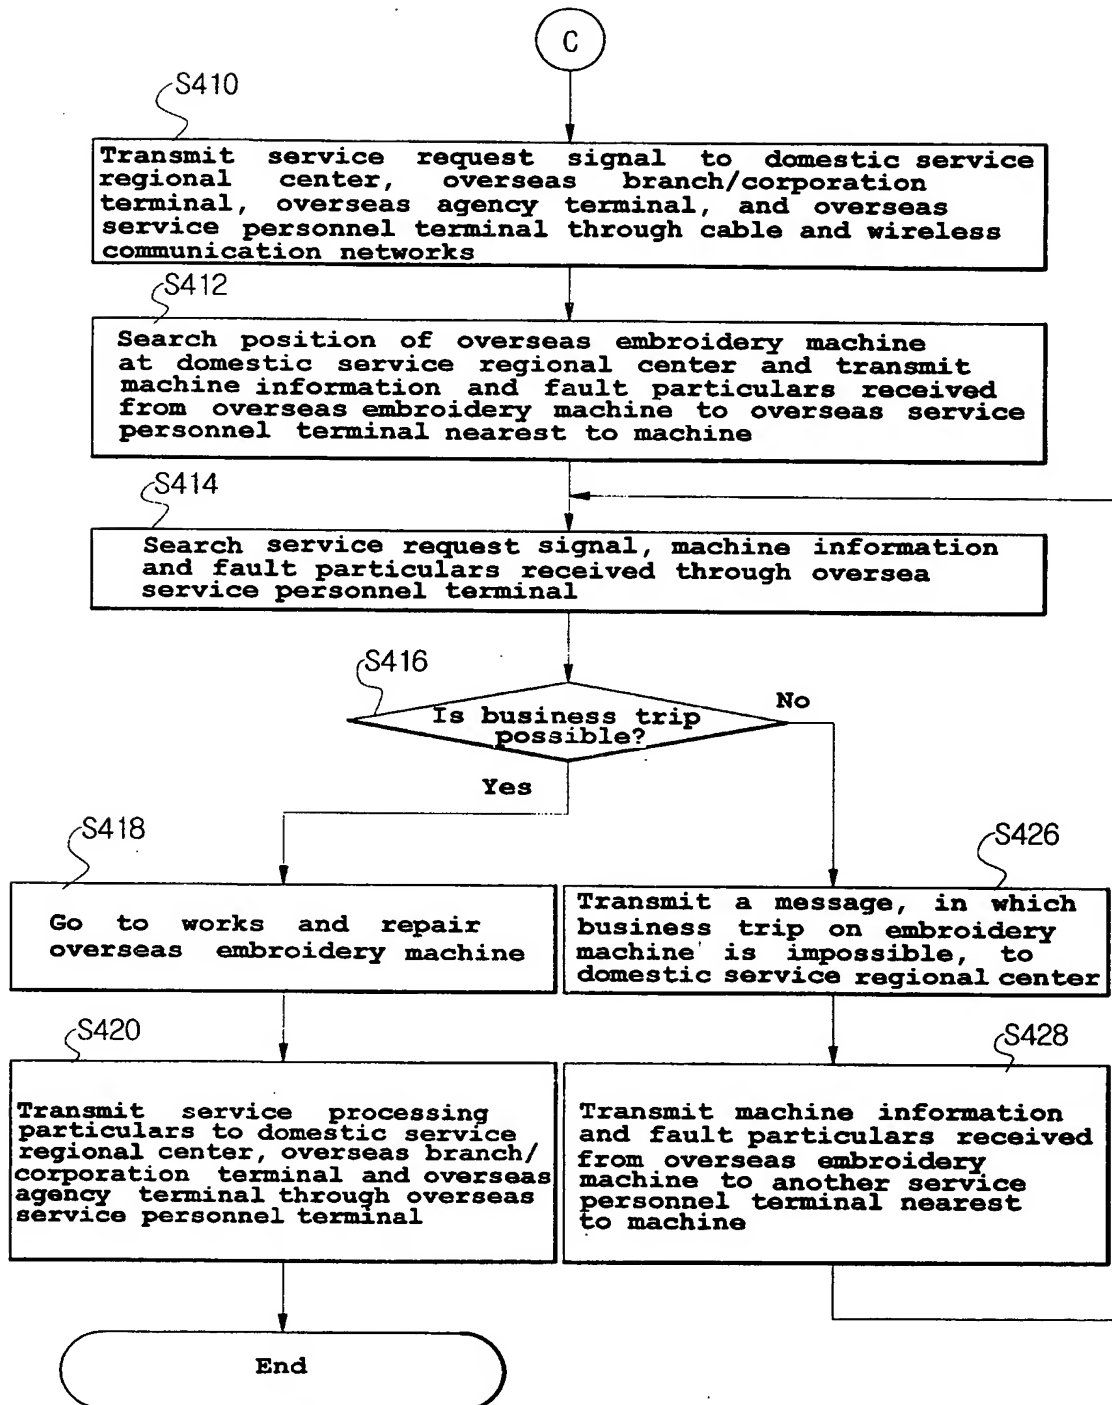 C
S410
Transmit service request signal to domestic service
regional center, overseas branch/corporation
terminal, overseas agency terminal, and overseas
service personnel terminal through cable and wireless
communication networks
S412
Search position of overseas embroidery machine
at domestic service regional center and transmit
machine information and fault particulars received
from overseas embroidery machine to overseas service
personnel terminal nearest to machine
S414
Search service request signal, machine information
and fault particulars received through oversea
service personnel terminal
S416
Is business trip
possible?
No
Yes
S418
Go to works and repair
overseas embroidery machine
S426
Transmit a message, in which
business trip on embroidery
machine is impossible, to
domestic service regional center
S420
Transmit service processing
particulars to domestic service
regional center, overseas branch/
corporation terminal and overseas
agency terminal through overseas
service personnel terminal
S428
Transmit machine information
and fault particulars received
from overseas embroidery
machine to another service
personnel terminal nearest
to machine
End